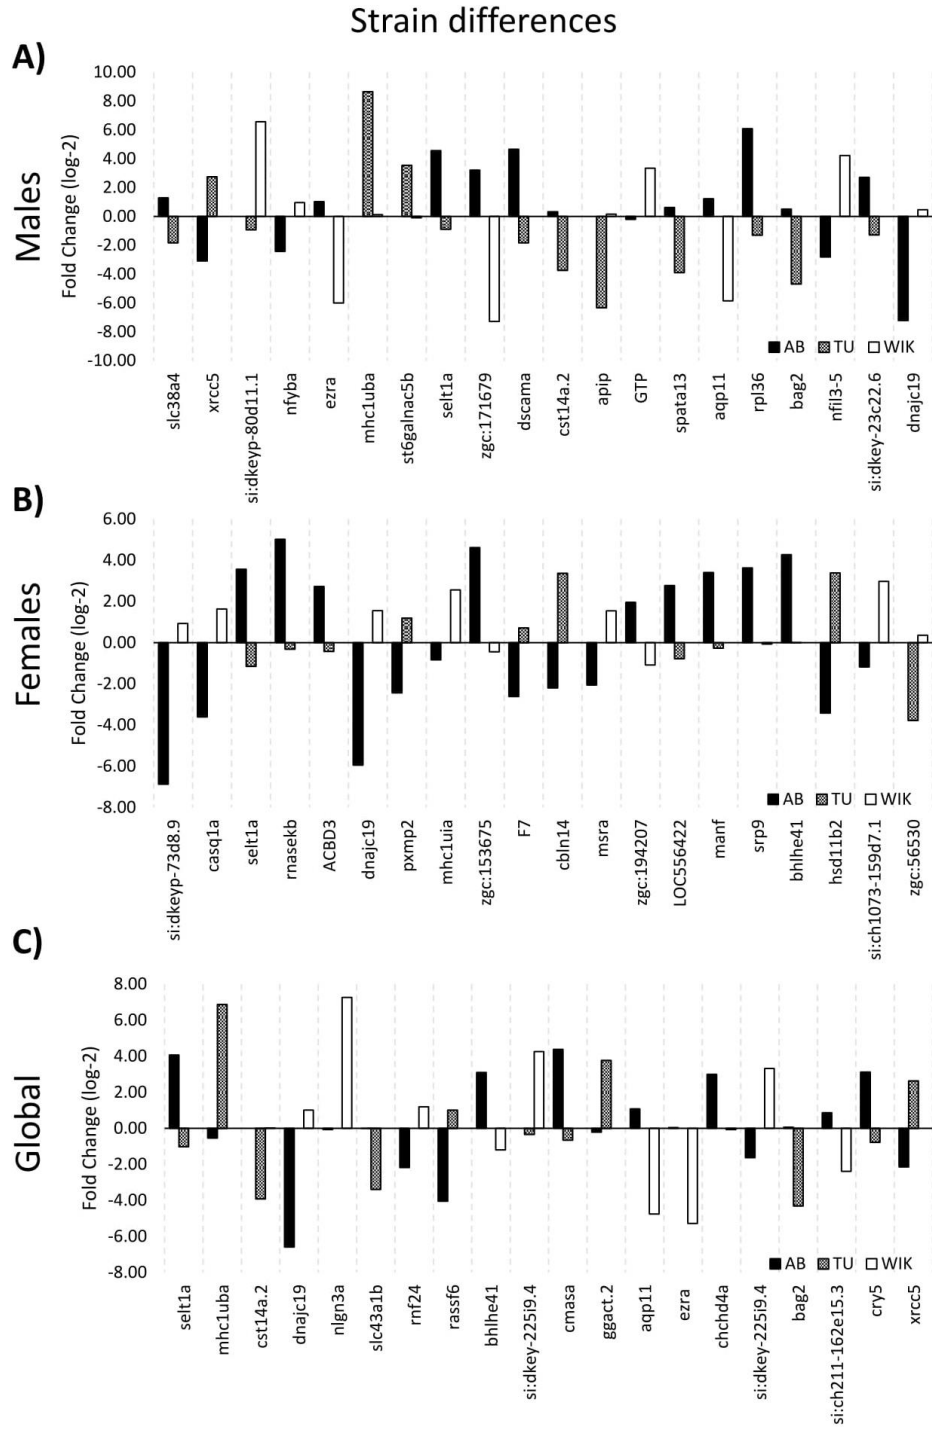 Strain differences
A)
Males
Fold Change (log-2)
10.00
8.00
6.00
4.00
2.00
0.00
-2.00
-4.00
-6.00
-8.00
-10.00
AB TU WIK
slc38a4
xrcc5
si:dkeyp-80d11.1
nfyba
ezra
mhc1uba
st6galnac5b
selt1a
zgc:171679
dscama
cst14a.2
apip
GTP
spata13
aqp11
rpl36
bag2
nfil3-5
si:dkey-23c22.6
dnajc19
B)
Females
Fold Change (log-2)
6.00
4.00
2.00
0.00
-2.00
-4.00
-6.00
-8.00
AB TU WIK
si:dkeyp-73d8.9
casq1a
selt1a
rnasekb
ACBD3
dnajc19
pxmp2
mhc1uia
zgc:153675
F7
cbln14
msra
zgc:194207
LOC556422
manf
srp9
bhlhe41
hsd11b2
si:ch1073-159d7.1
zgc:56530
C)
Global
Fold Change (log-2)
8.00
6.00
4.00
2.00
0.00
-2.00
-4.00
-6.00
-8.00
AB TU WIK
selt1a
mhc1uba
cst14a.2
dnajc19
nlgn3a
slc43a1b
rnf24
rassf6
bhlhe41
si:dkey-225i9.4
cmasa
ggact.2
aqp11
ezra
chchd4a
si:dkey-225i9.4
bag2
si:ch211-162e15.3
cry5
xrcc5